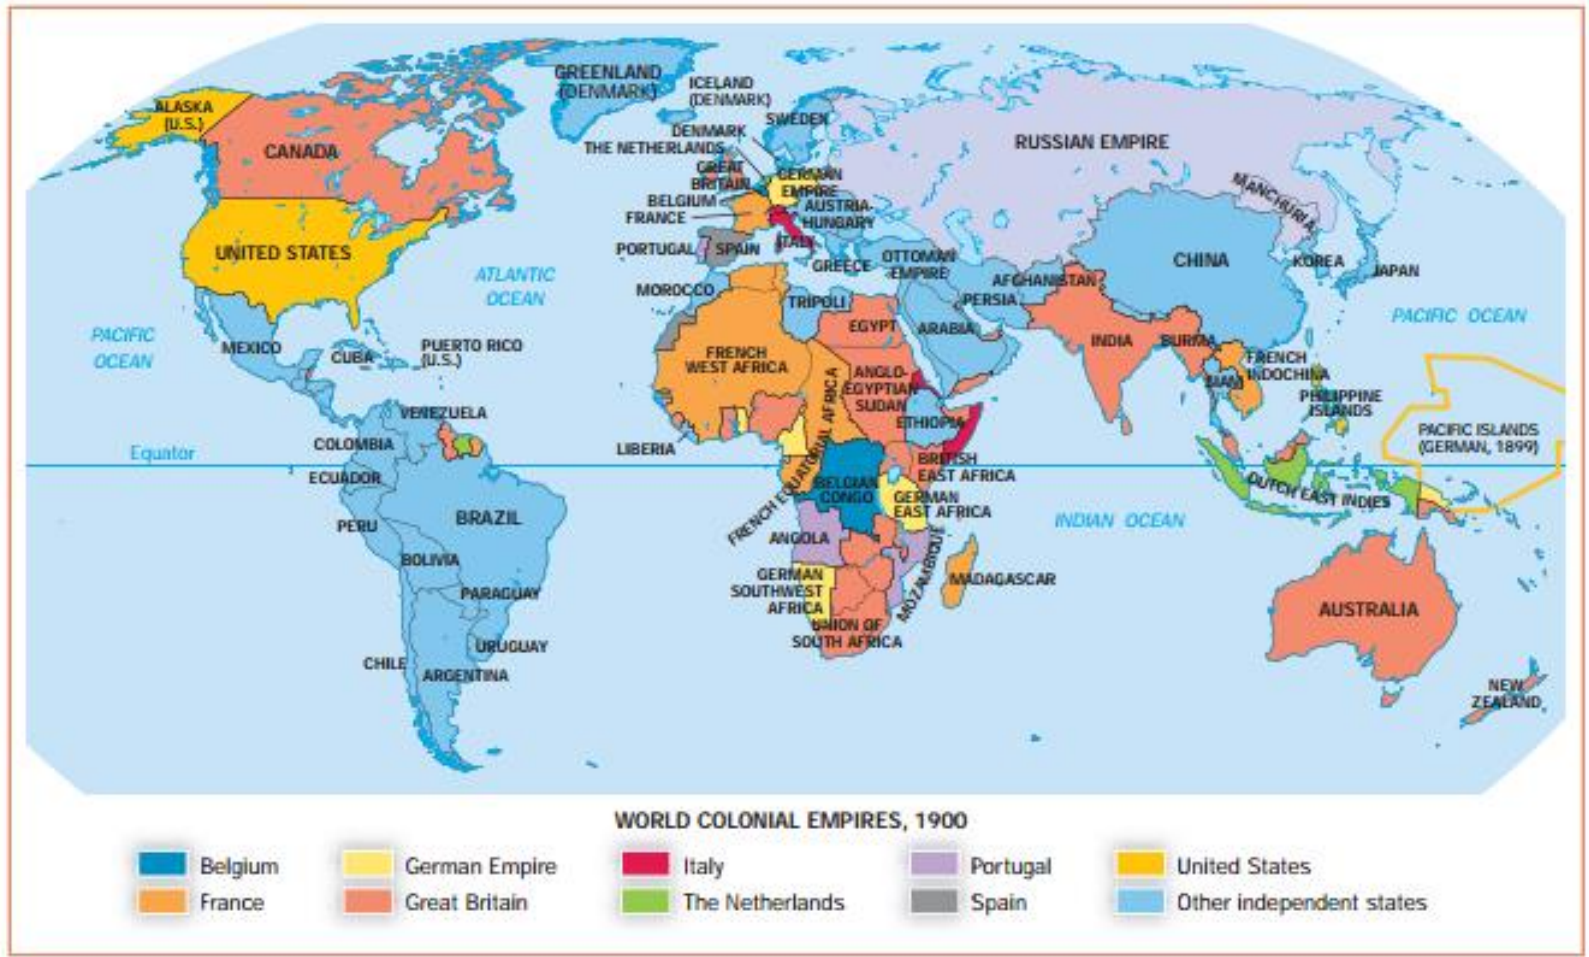 GREENLAND
(DENMARK)
ICELAND
(DENMARK)
ALASKA
(U.S.)
CANADA
SWEDEN
DENMARK
THE NETHERLANDS
RUSSIAN EMPIRE
GREAT
BRITAIN
GERMAN
EMPIRE
BELGIUM
AUSTRIA-
HUNGARY
FRANCE
MANCHURIA
UNITED STATES
PORTUGAL
SPAIN
ITALY
GREECE
OTTOMAN
EMPIRE
CHINA
KOREA
JAPAN
AFGHANISTAN
ATLANTIC
OCEAN
MOROCCO
TRIPOLI
PERSIA
PACIFIC
OCEAN
PACIFIC OCEAN
MEXICO
CUBA
PUERTO RICO
(U.S.)
FRENCH
WEST AFRICA
EGYPT
ARABIA
INDIA
BURMA
FRENCH
INDOCHINA
SIAM
ANGLO-
EGYPTIAN
SUDAN
PHILIPPINE
ISLANDS
VENEZUELA
ETHIOPIA
PACIFIC ISLANDS
(GERMAN, 1899)
COLOMBIA
LIBERIA
Equator
BRITISH
EAST AFRICA
ECUADOR
FRENCH EQUATORIAL AFRICA
BELGIAN
CONGO
GERMAN
EAST AFRICA
DUTCH EAST INDIES
PERU
BRAZIL
INDIAN OCEAN
ANGOLA
BOLIVIA
MOZAMBIQUE
MADAGASCAR
GERMAN
SOUTHWEST
AFRICA
PARAGUAY
AUSTRALIA
UNION OF
SOUTH AFRICA
URUGUAY
CHILE
ARGENTINA
NEW
ZEALAND
WORLD COLONIAL EMPIRES, 1900
Belgium
German Empire
Italy
Portugal
United States
France
Great Britain
The Netherlands
Spain
Other independent states